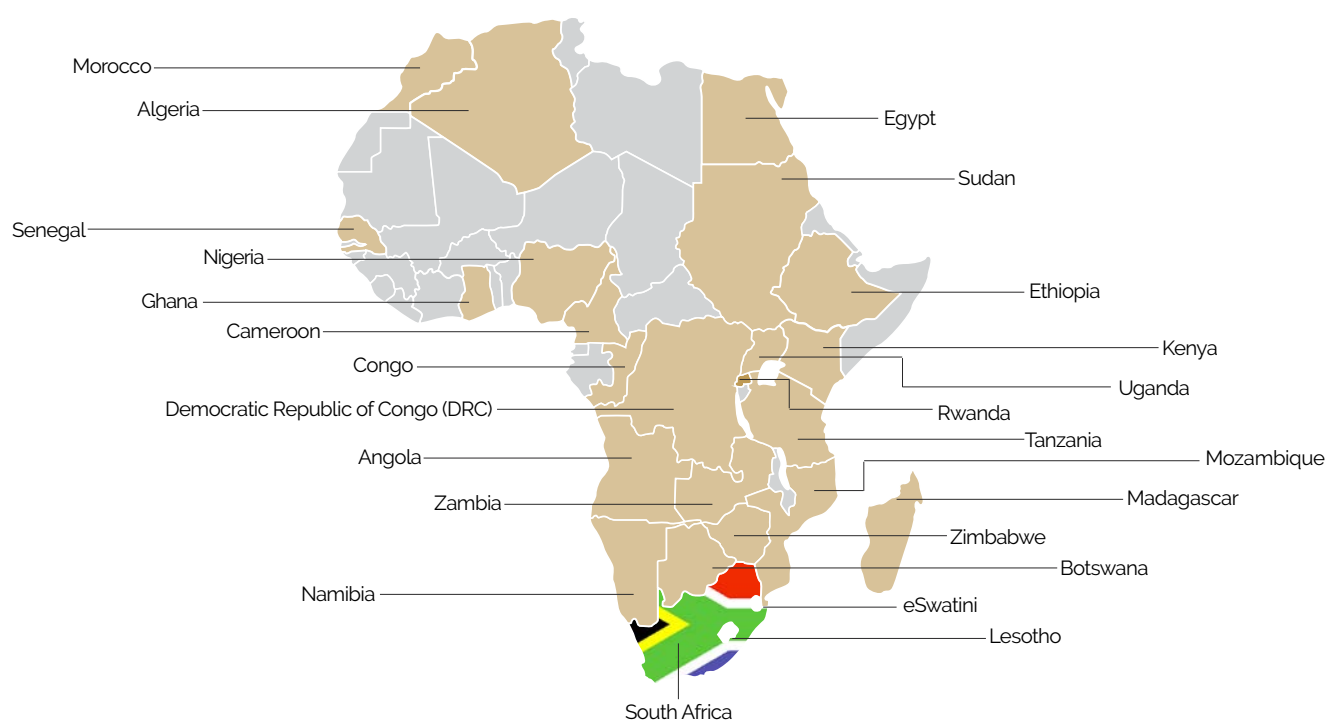 Morocco
Algeria
Egypt
Sudan
Senegal
Nigeria
Ghana
Ethiopia
Cameroon
Kenya
Congo
Uganda
Democratic Republic of Congo (DRC)
Rwanda
Tanzania
Angola
Mozambique
Madagascar
Zambia
Zimbabwe
Botswana
Namibia
eSwatini
Lesotho
South Africa